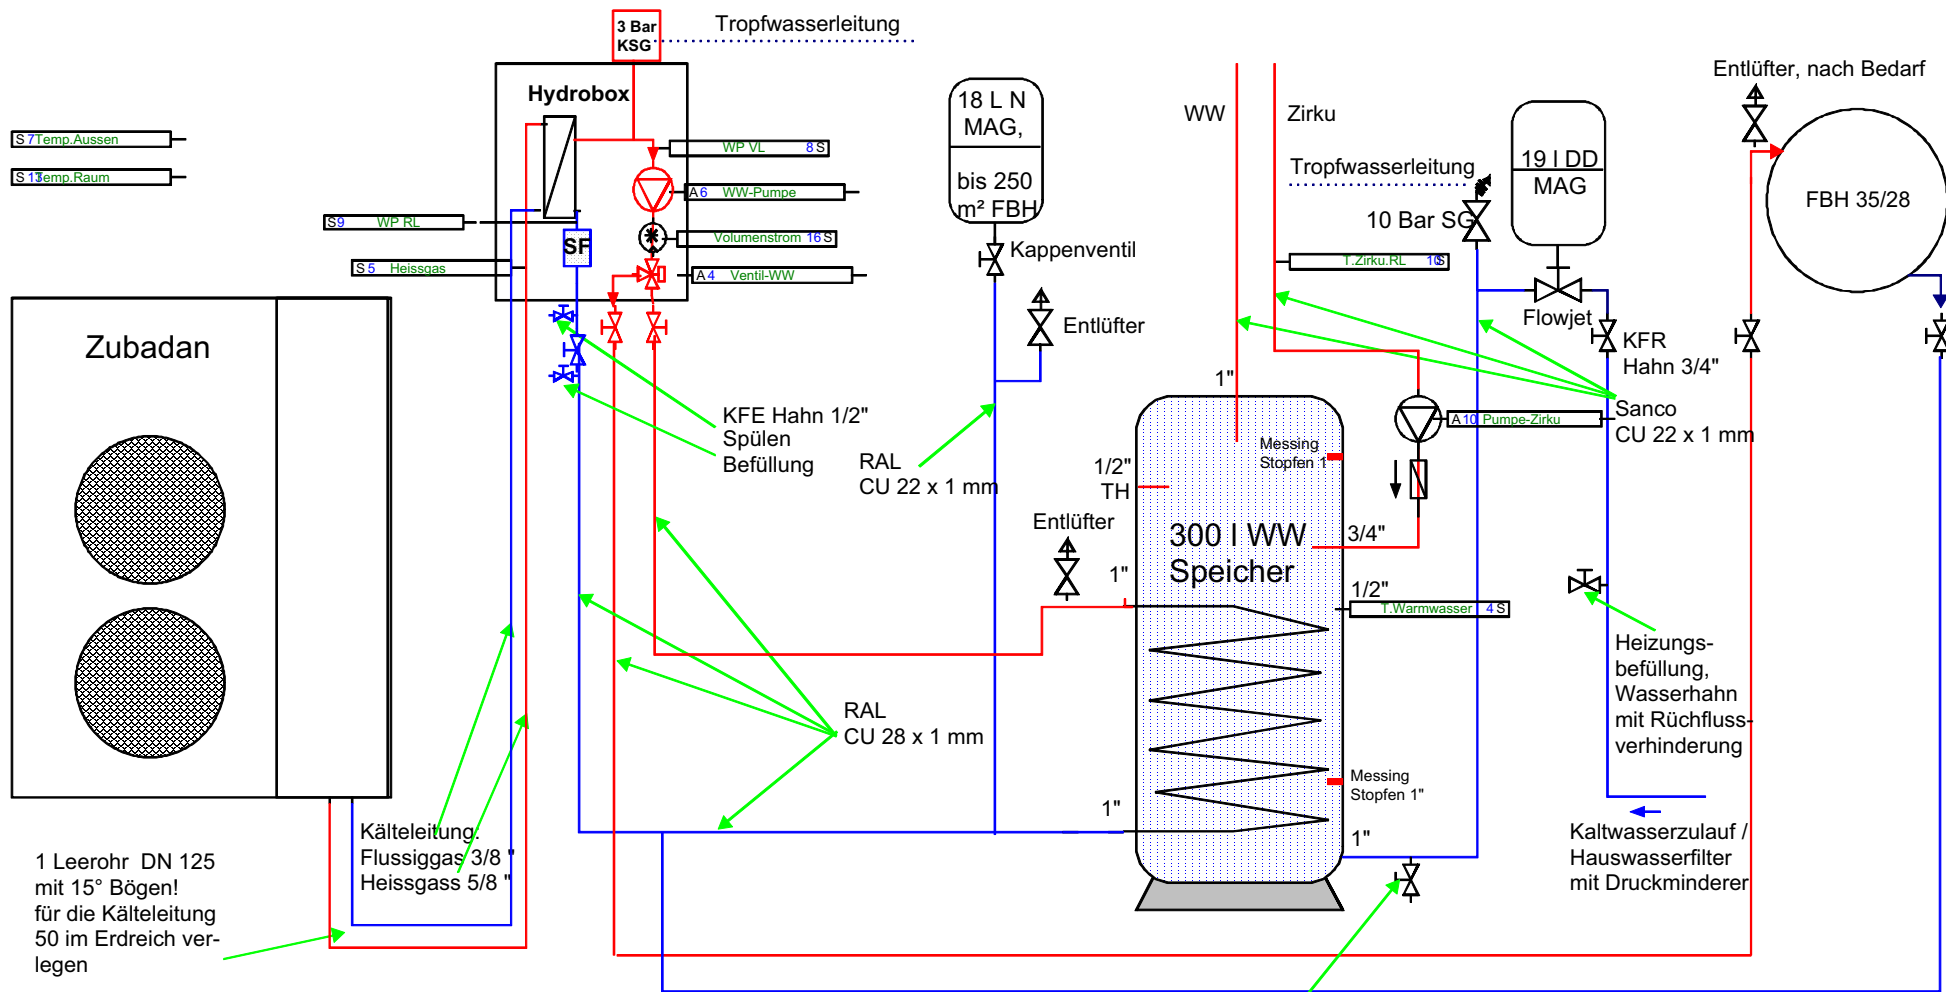 3 Bar
KSG
Tropfwasserleitung
Hydrobox
S 7 Temp.Aussen
S 13 Temp.Raum
WP VL 8 S
A 6 WW-Pumpe
S 9 WP RL
SF
Volumenstrom 16 S
S 5 Heissgas
A 4 Ventil-WW
18 L N
MAG,
bis 250
m² FBH
Kappenventil
Entlüfter
WW
Zirku
Tropfwasserleitung
10 Bar SG
19 l DD
MAG
T.Zirku.RL 10 S
Flowjet
KFR
Hahn 3/4"
Entlüfter, nach Bedarf
FBH 35/28
Zubadan
KFE Hahn 1/2"
Spülen
Befüllung
RAL
CU 22 x 1 mm
1"
Messing
Stopfen 1
1/2"
TH
A 10 Pumpe-Zirku
Sanco
CU 22 x 1 mm
Entlüfter
1"
300 l WW
Speicher
3/4"
1/2"
T.Warmwasser 4 S
Heizungs-
befüllung,
Wasserhahn
mit Rüchfluss-
verhinderung
RAL
CU 28 x 1 mm
Messing
Stopfen 1"
1"
1"
Kälteleitung:
Flussiggas 3/8 "
Heissgass 5/8 "
Kaltwasserzulauf /
Hauswasserfilter
mit Druckminderer
1 Leerohr DN 125
mit 15° Bögen!
für die Kälteleitung
50 im Erdreich ver-
legen